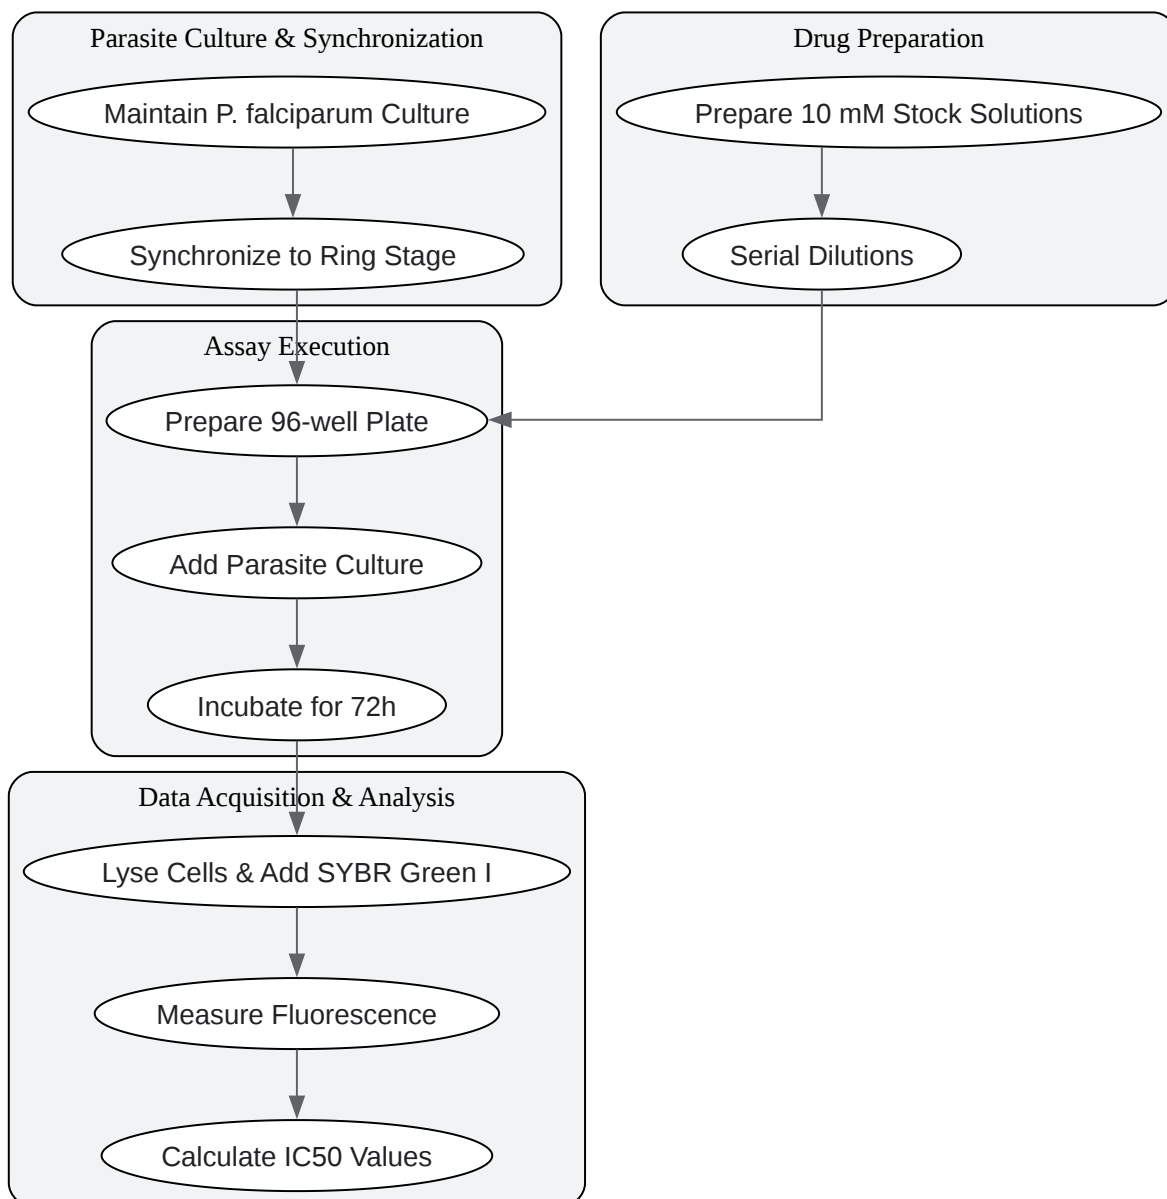 Parasite Culture & Synchronization
Maintain P. falciparum Culture
Synchronize to Ring Stage
Drug Preparation
Prepare 10 mM Stock Solutions
Serial Dilutions
Assay Execution
Prepare 96-well Plate
Add Parasite Culture
Incubate for 72h
Data Acquisition & Analysis
Lyse Cells & Add SYBR Green I
Measure Fluorescence
Calculate IC50 Values